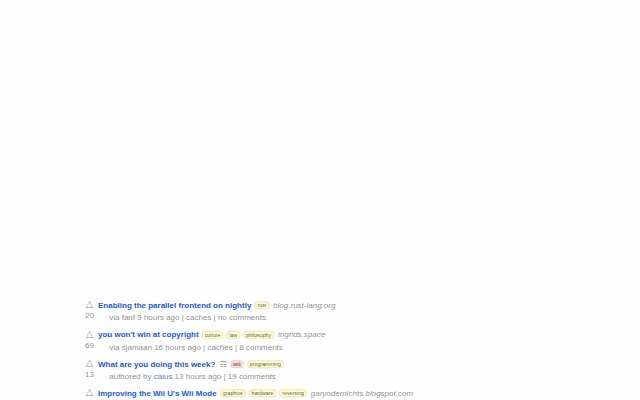 Enabling the parallel frontend on nightly rust blog.rust-lang.org
20 via fanf 9 hours ago | caches | no comments
you won't win at copyright culture law philosophy ingrids.space
69 via sjamaan 16 hours ago | caches | 8 comments
What are you doing this week? ask programming
13 authored by caius 13 hours ago | 19 comments
Improving the Wii U's Wii Mode graphics hardware reversing garyodernichts.blogspot.com